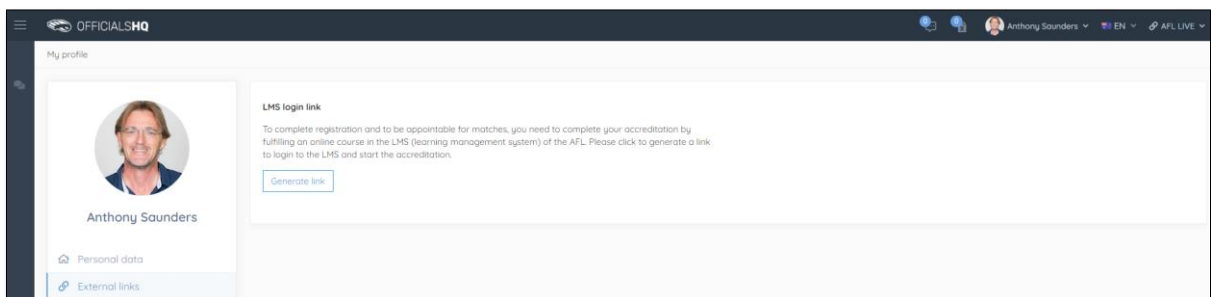 OFFICIALSHQ
0
0
Anthony Saunders
EN
AFL LIVE
My profile
LMS login link
To complete registration and to be appointable for matches, you need to complete your accreditation by
fulfilling an online course in the LMS (learning management system) of the AFL. Please click to generate a link
to login to the LMS and start the accreditation.
Generate link
Anthony Saunders
Personal data
External links